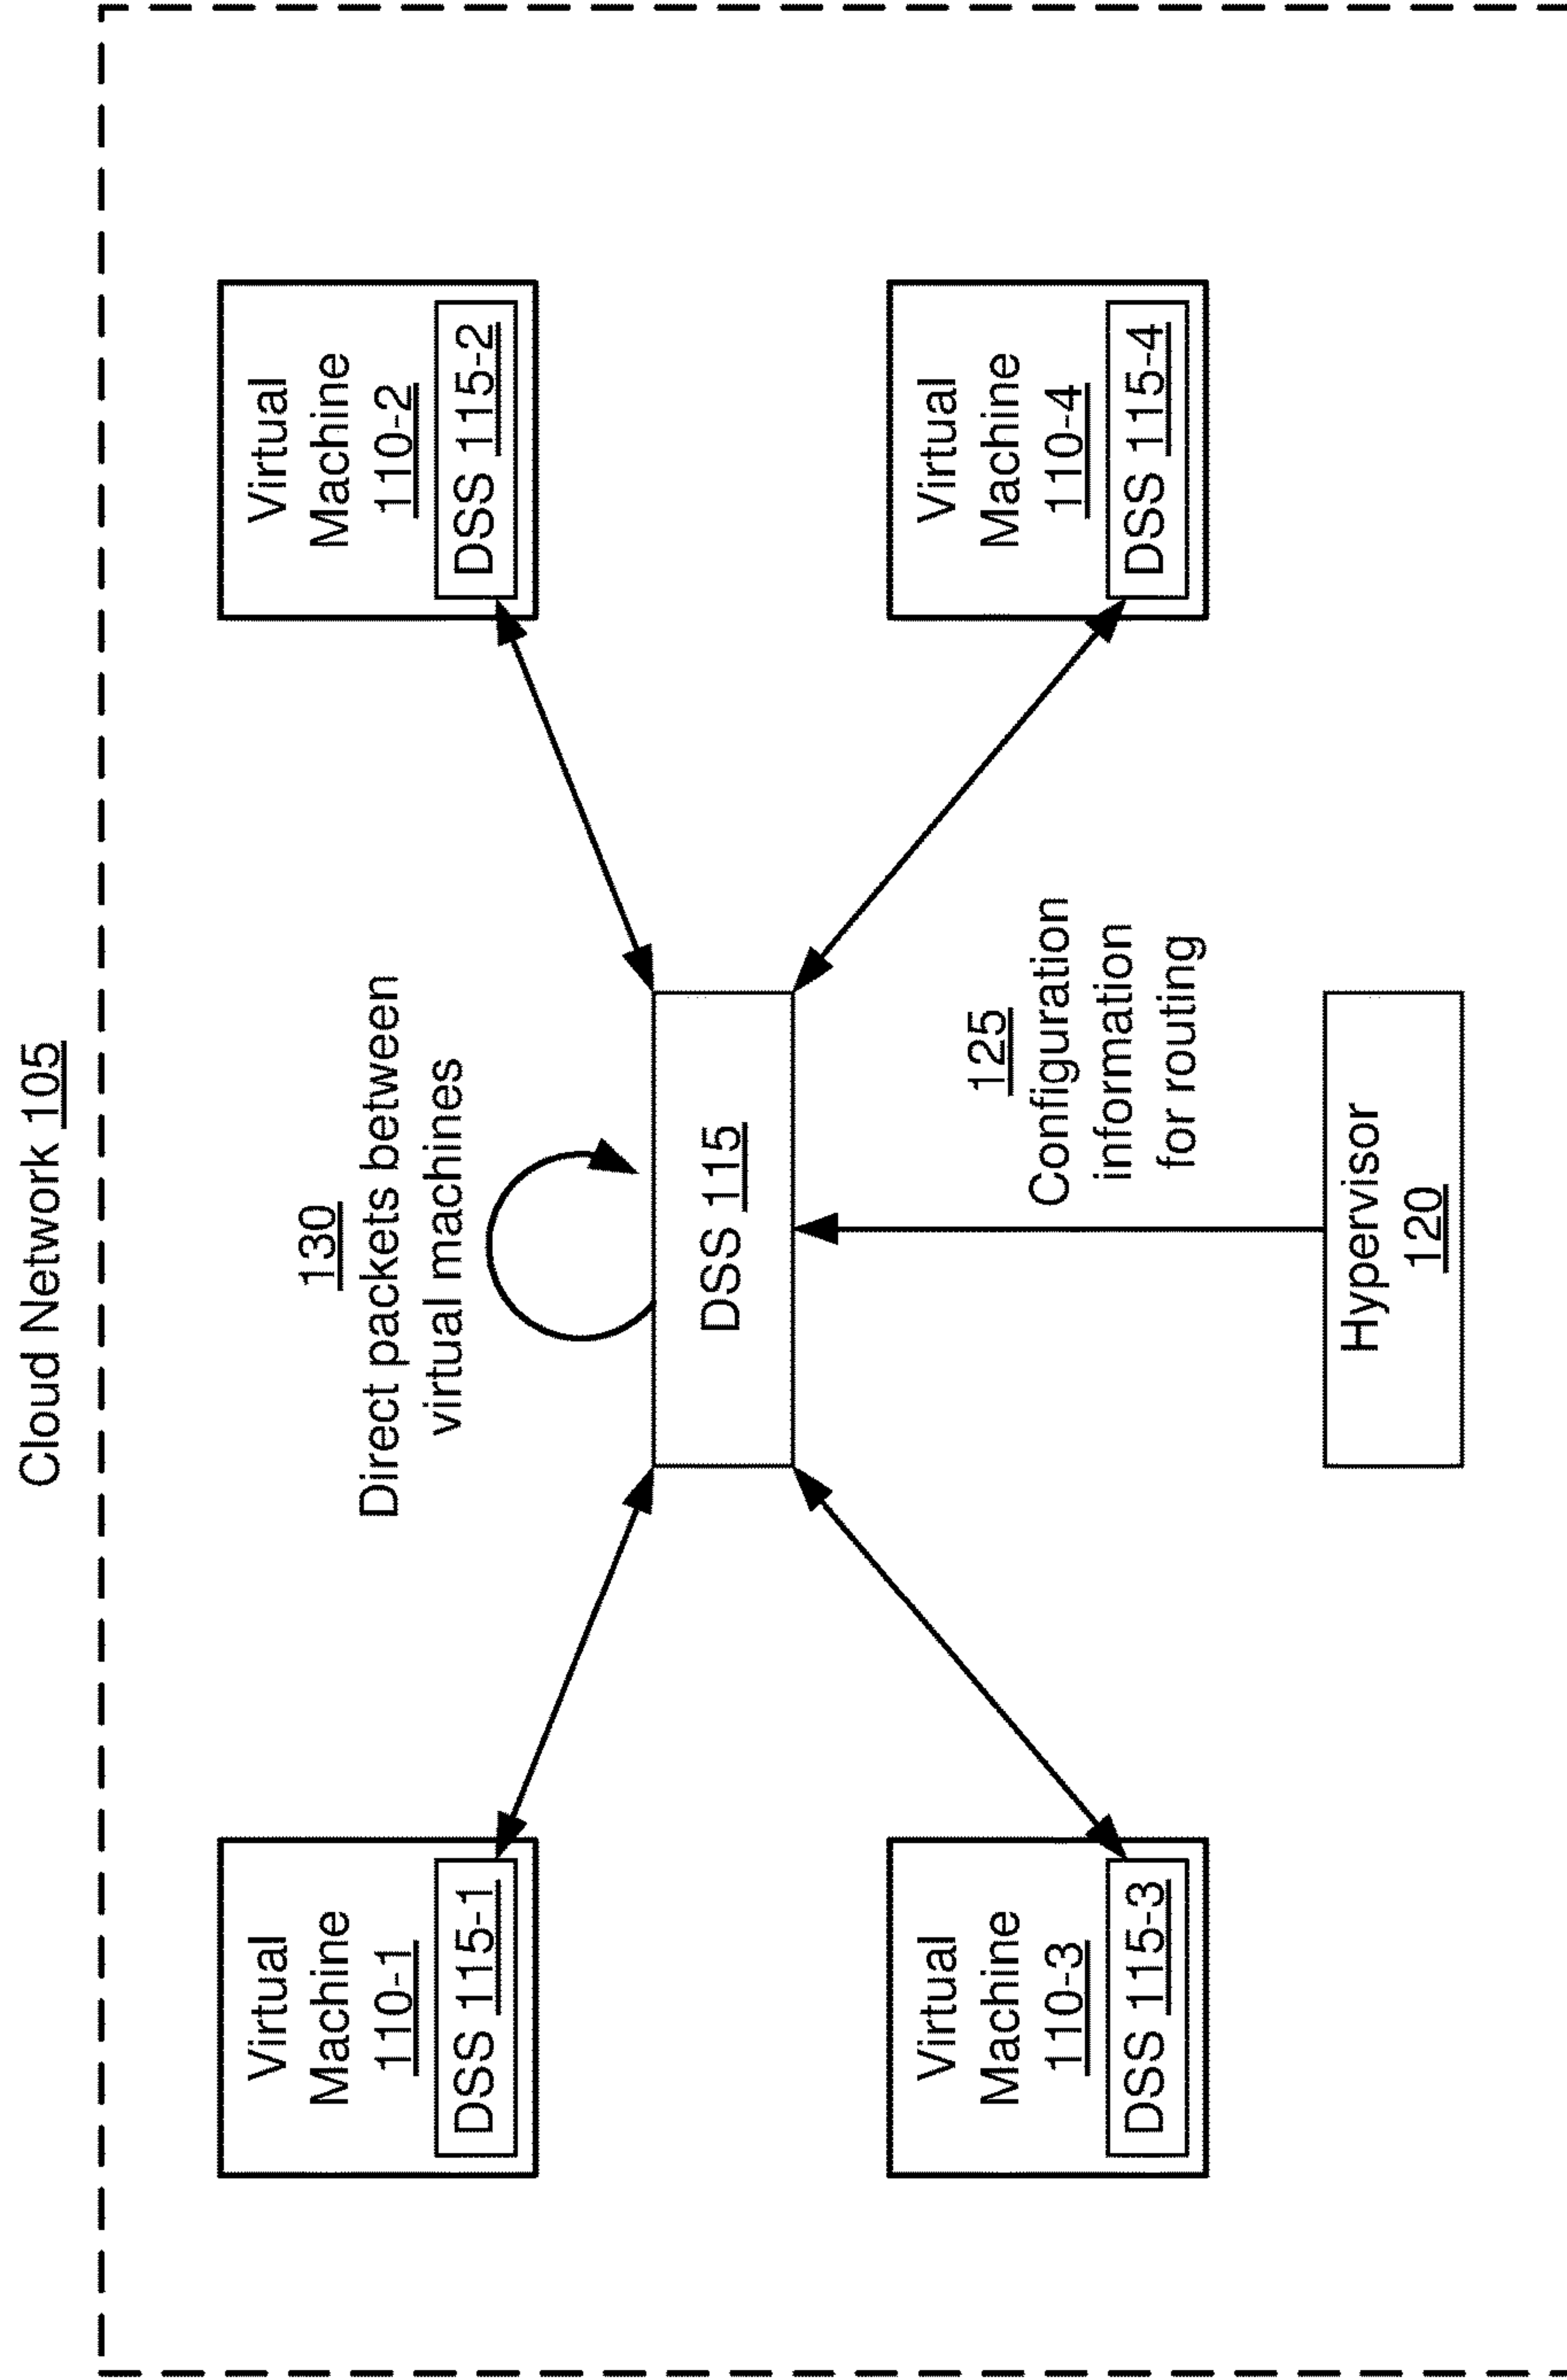 Cloud Network 105
Virtual
Machine
110-1
DSS 115-1
130
Direct packets between
virtual machines
Virtual
Machine
110-2
DSS 115-2
DSS 115
Virtual
Machine
110-3
DSS 115-3
125
Configuration
information
for routing
Virtual
Machine
110-4
DSS 115-4
Hypervisor
120